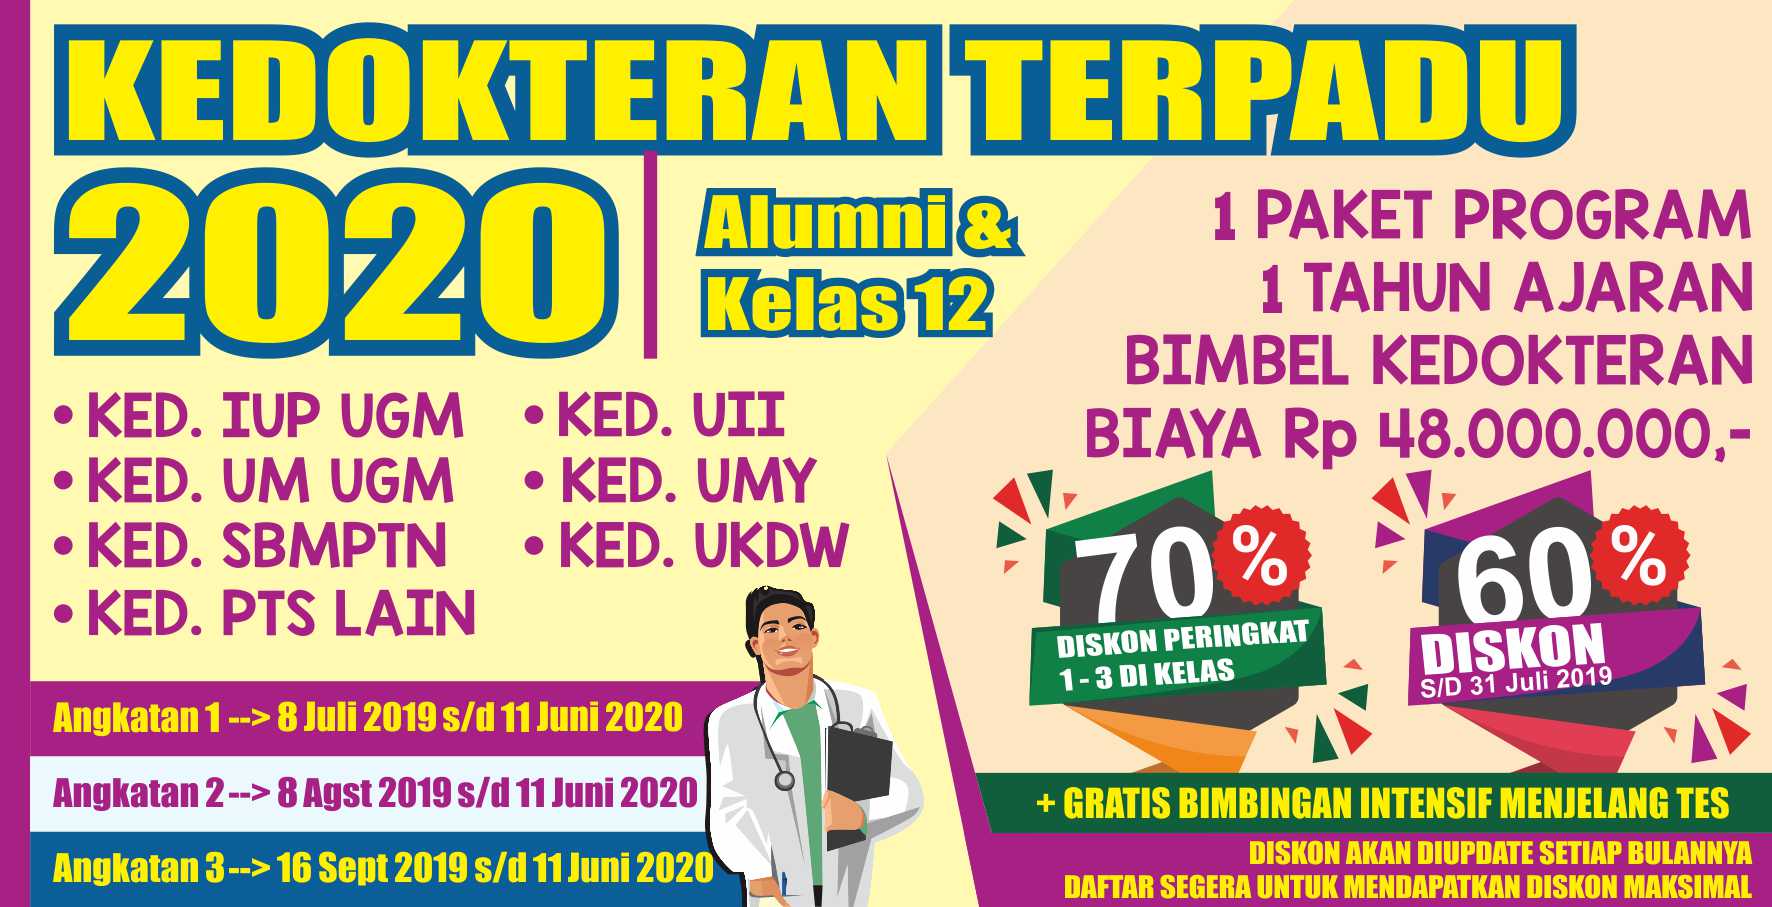 KEDOKTERAN TERPADU
2020
Alumni &
Kelas 12
• KED. IUP UGM
• KED. UM UGM
• KED. SBMPTN
• KED. PTS LAIN
• KED. UII
• KED. UMY
• KED. UKDW
Angkatan 1 --> 8 Juli 2019 s/d 11 Juni 2020
Angkatan 2 --> 8 Agst 2019 s/d 11 Juni 2020
Angkatan 3 --> 16 Sept 2019 s/d 11 Juni 2020
1 PAKET PROGRAM
1 TAHUN AJARAN
BIMBEL KEDOKTERAN
BIAYA Rp 48.000.000,-
70%
DISKON PERINGKAT
1 - 3 DI KELAS
60%
DISKON
S/D 31 Juli 2019
+ GRATIS BIMBINGAN INTENSIF MENJELANG TES
DISKON AKAN DIUPDATE SETIAP BULANNYA
DAFTAR SEGERA UNTUK MENDAPATKAN DISKON MAKSIMAL